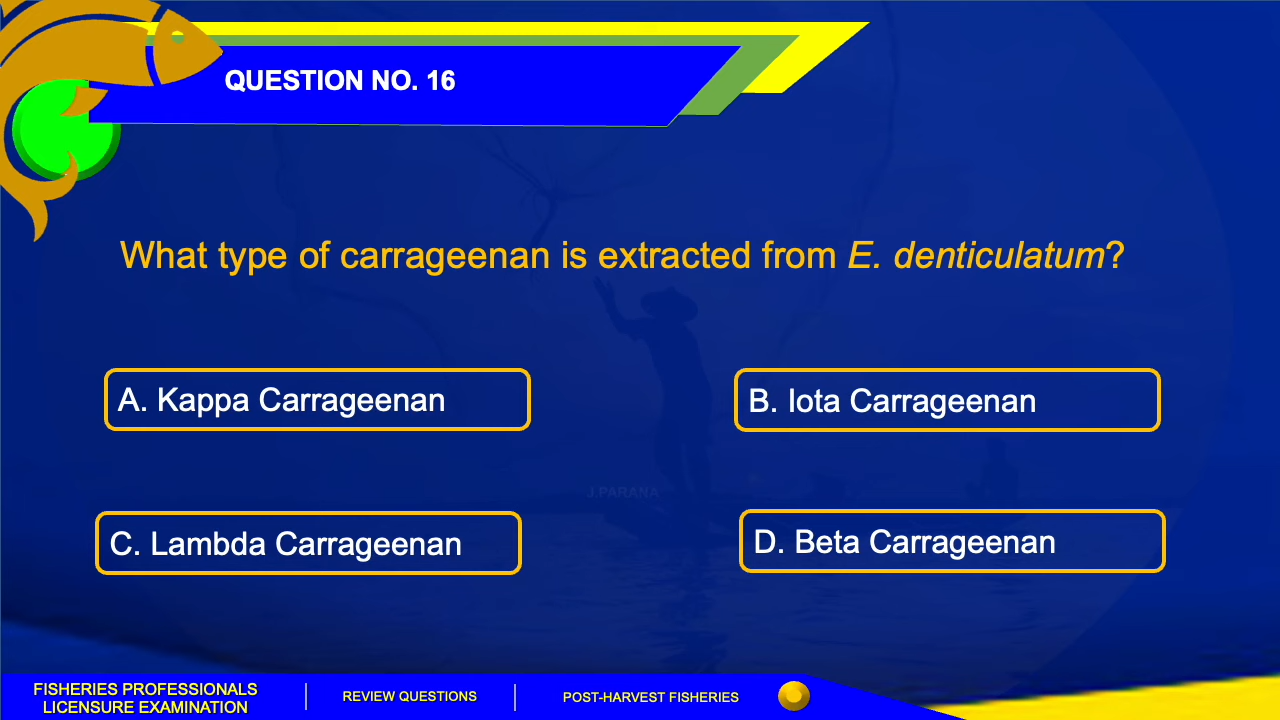 QUESTION NO. 16
What type of carrageenan is extracted from E. denticulatum?
A. Kappa Carrageenan
B. Iota Carrageenan
C. Lambda Carrageenan
D. Beta Carrageenan
J.PARANA
FISHERIES PROFESSIONALS
LICENSURE EXAMINATION
REVIEW QUESTIONS
POST-HARVEST FISHERIES